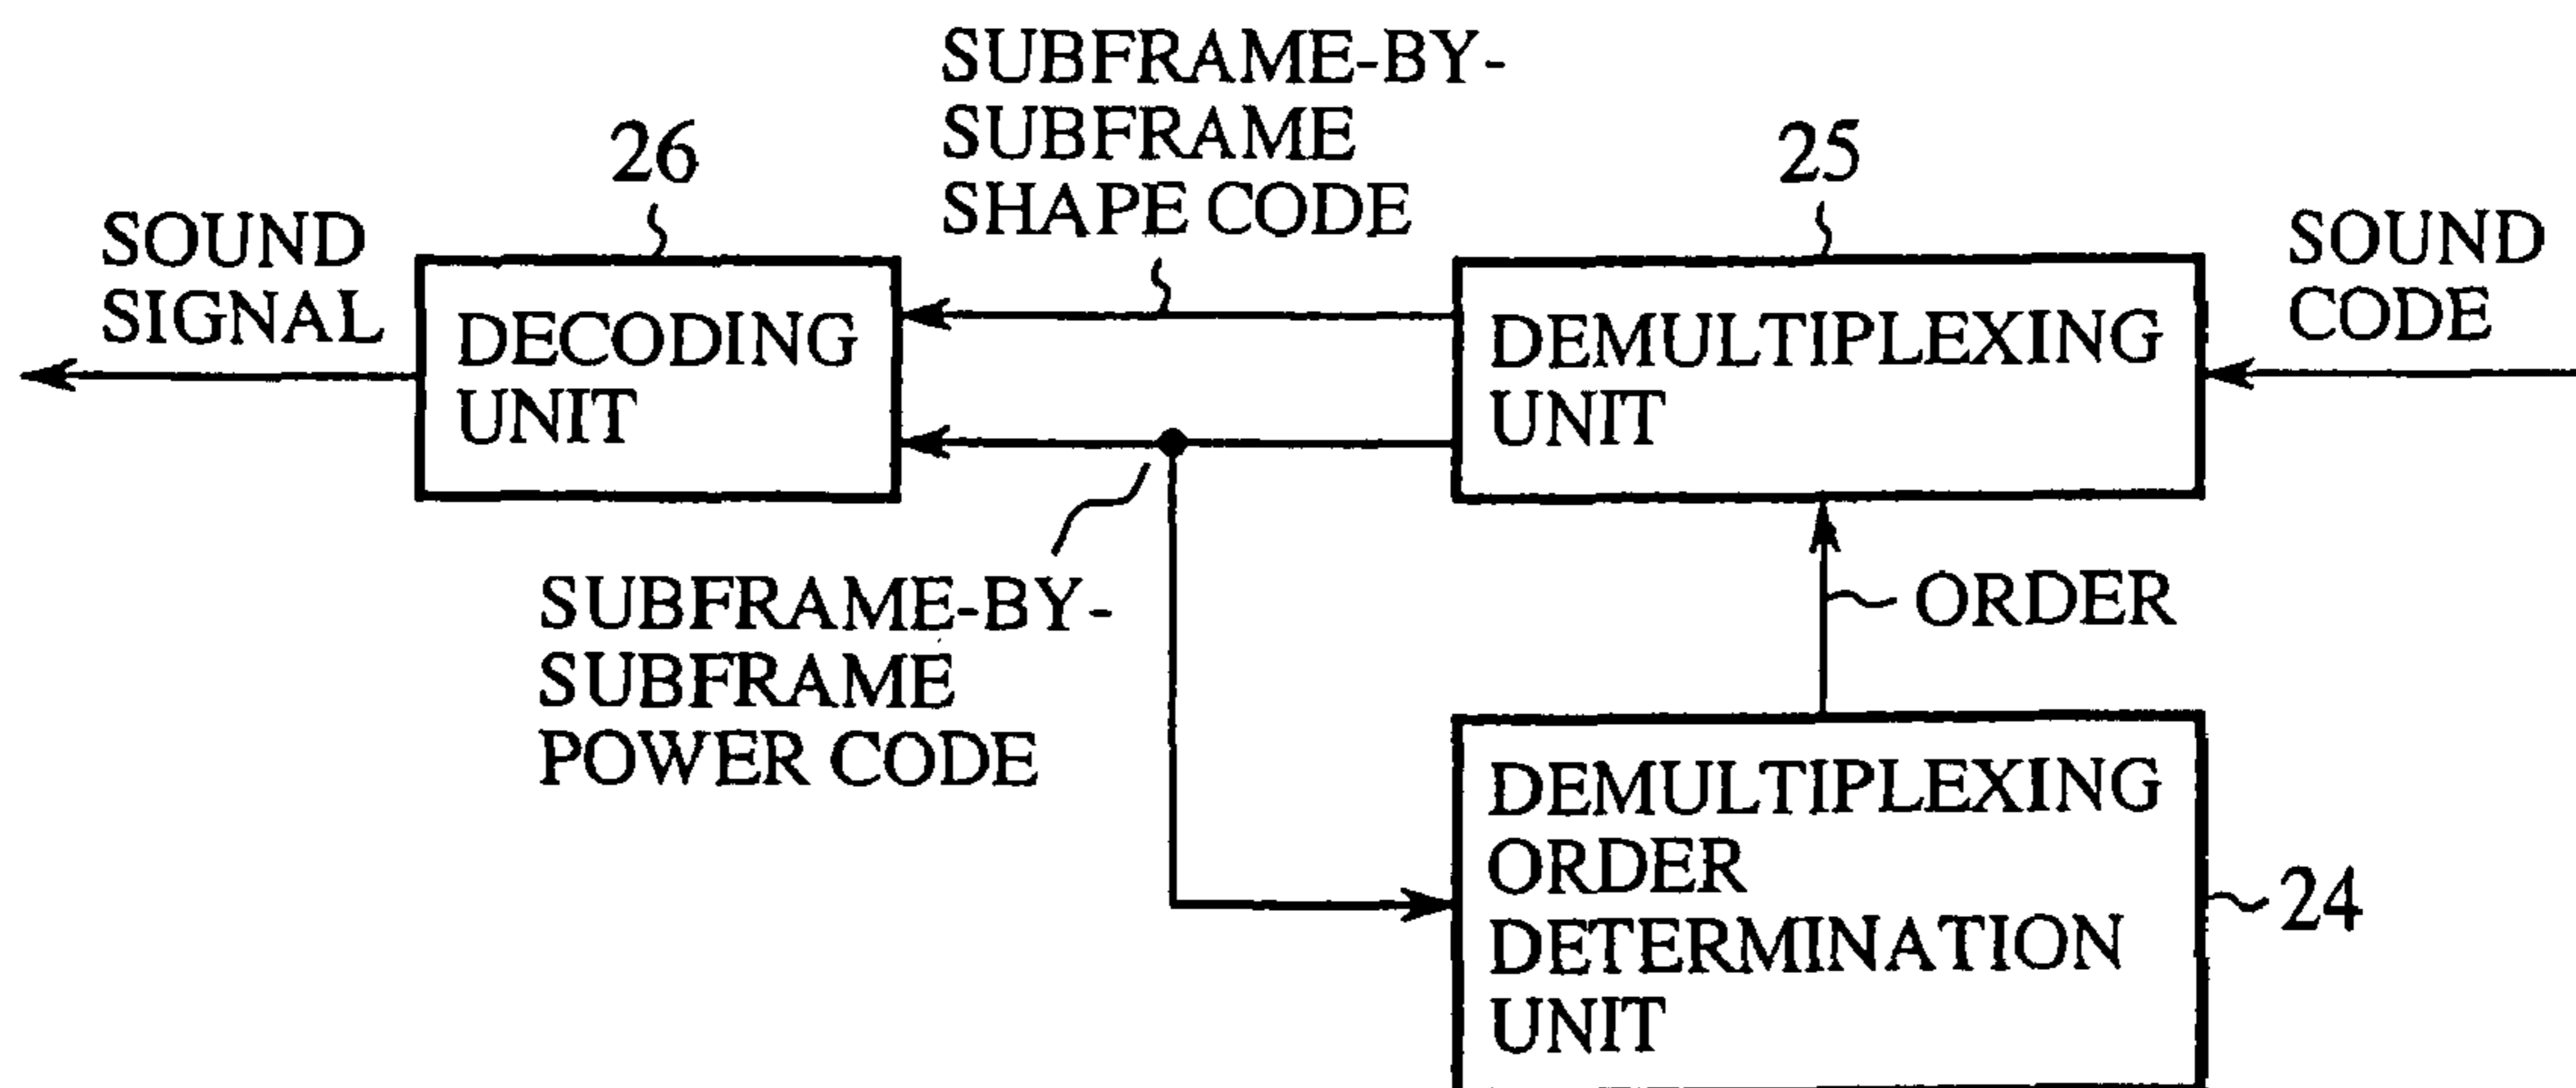 SUBFRAME-BY-
SUBFRAME
SHAPE CODE
26
25
SOUND
SIGNAL
SOUND
CODE
DECODING
UNIT
DEMULTIPLEXING
UNIT
SUBFRAME-BY-
SUBFRAME
POWER CODE
ORDER
DEMULTIPLEXING
ORDER
DETERMINATION
UNIT
24